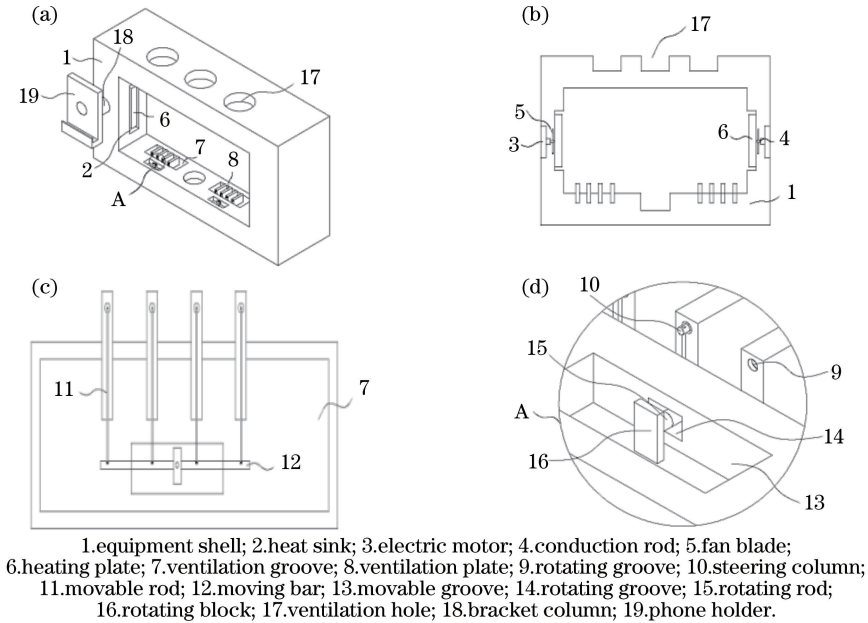 (a)
18
1
19
17
6
7
2
8
A
(b)
17
5
3
6
4
1
(c)
11
7
12
(d)
10
15
9
A
14
16
13
1.equipment shell; 2.heat sink; 3.electric motor; 4.conduction rod; 5.fan blade;
6.heating plate; 7.ventilation groove; 8.ventilation plate; 9.rotating groove; 10.steering column;
11.movable rod; 12.moving bar; 13.movable groove; 14.rotating groove; 15.rotating rod;
16.rotating block; 17.ventilation hole; 18.bracket column; 19.phone holder.